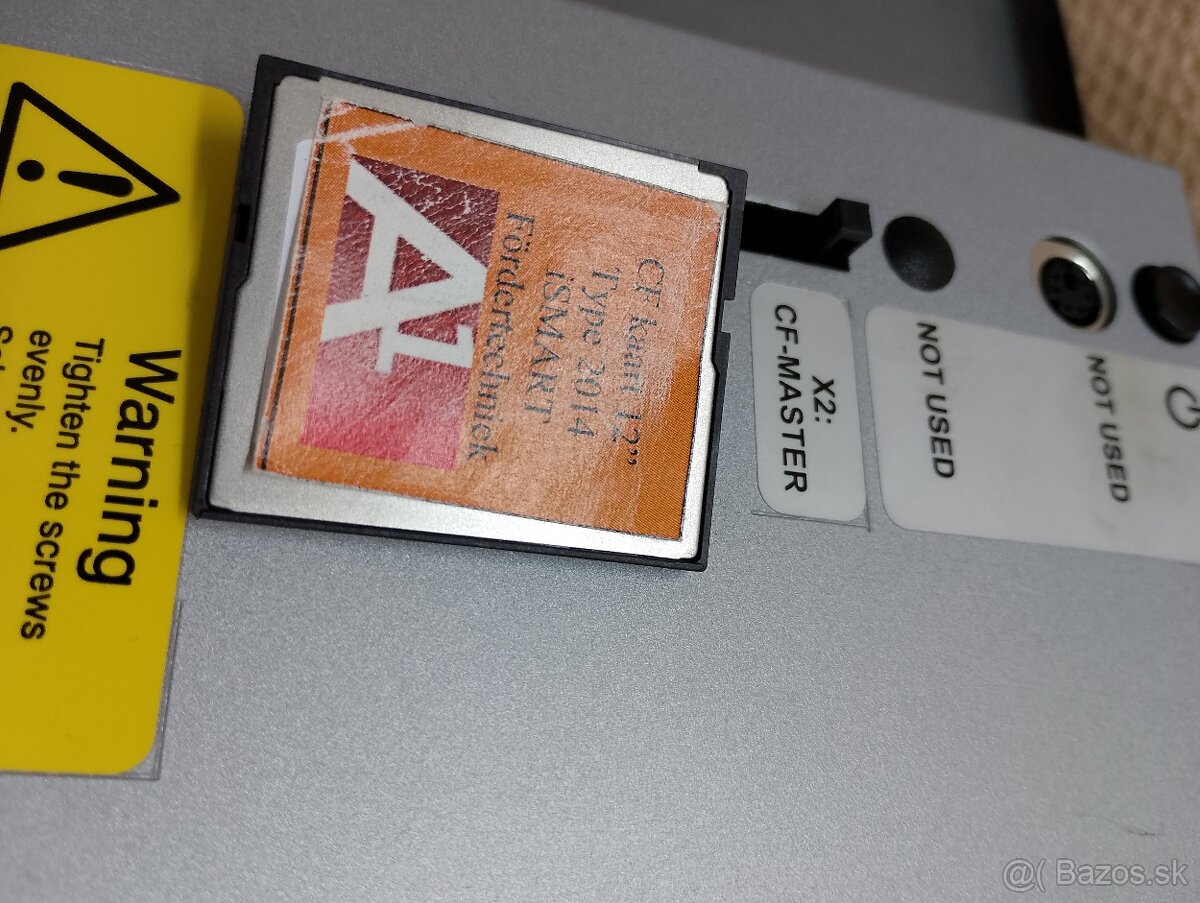 Warning
Tighten the screws
evenly.
CF kaart 12”
Type 2014
iSMART
Fördertechniek
A1
X2:
CF-MASTER
NOT USED
NOT USED
@( Bazos.sk